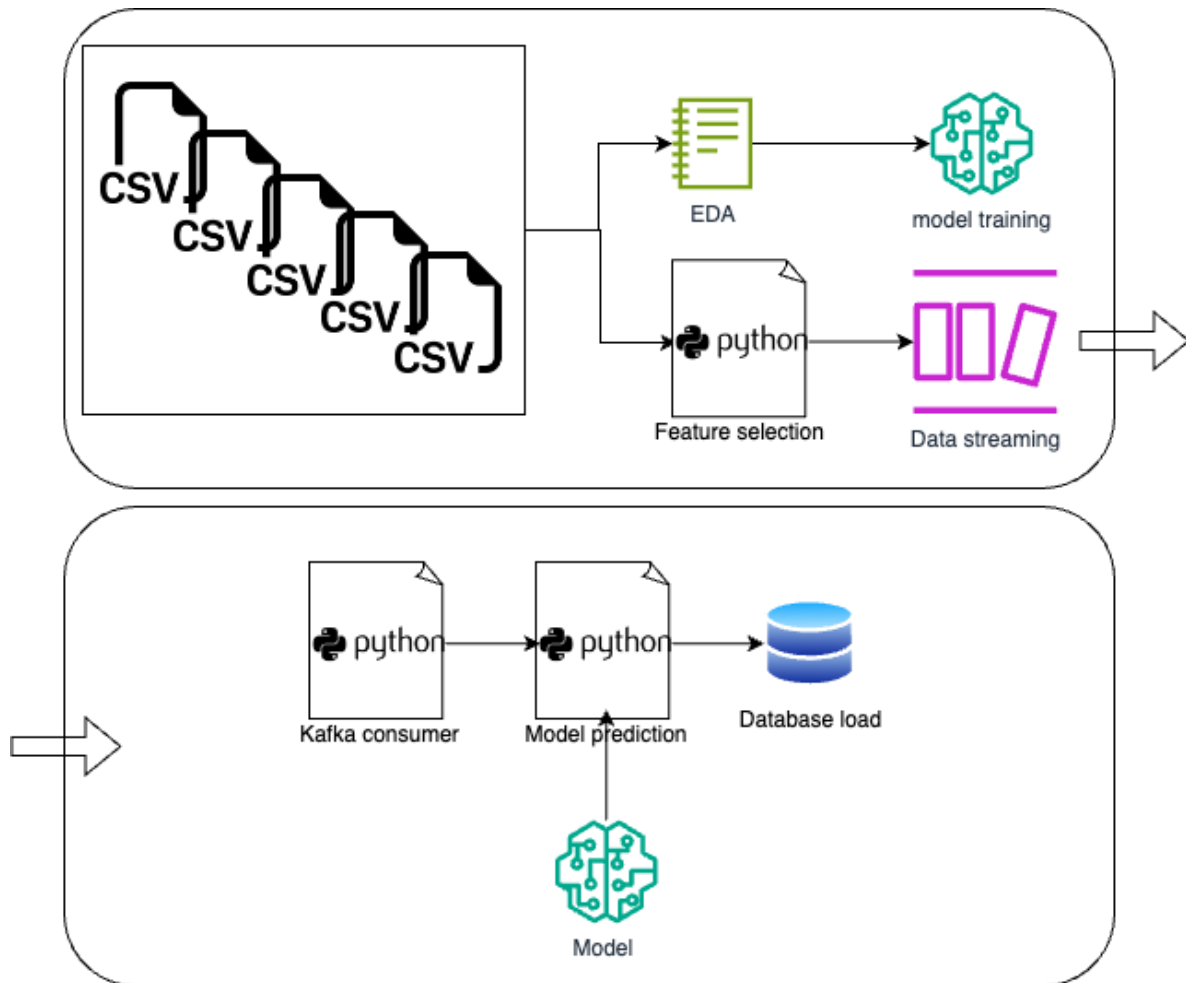 CSV
CSV
CSV
CSV
CSV
EDA
model training
python
Feature selection
Data streaming
python
Kafka consumer
python
Model prediction
Database load
Model